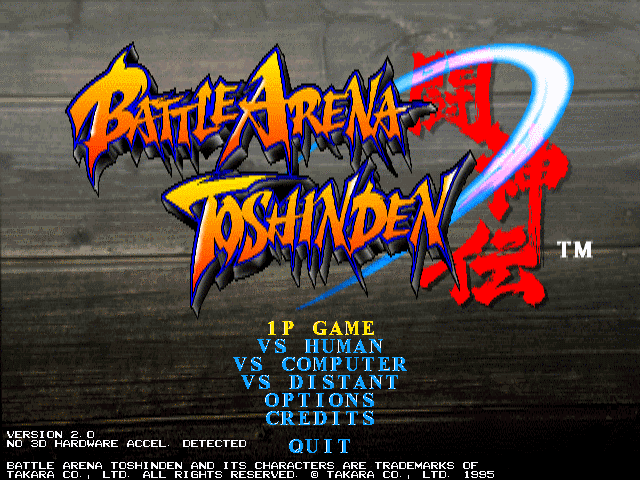 BATTLE ARENA
TOSHINDEN
闘神伝
TM
1P GAME
VS HUMAN
VS COMPUTER
VS DISTANT
OPTIONS
CREDITS
QUIT
VERSION 2.0
NO 3D HARDWARE ACCEL. DETECTED
BATTLE ARENA TOSHINDEN AND ITS CHARACTERS ARE TRADEMARKS OF
TAKARA CO., LTD. ALL RIGHTS RESERVED. © TAKARA CO., LTD. 1995